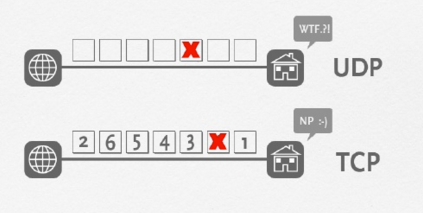 WTF.?!
X
UDP
NP :-)
2 6 5 4 3 X 1
TCP